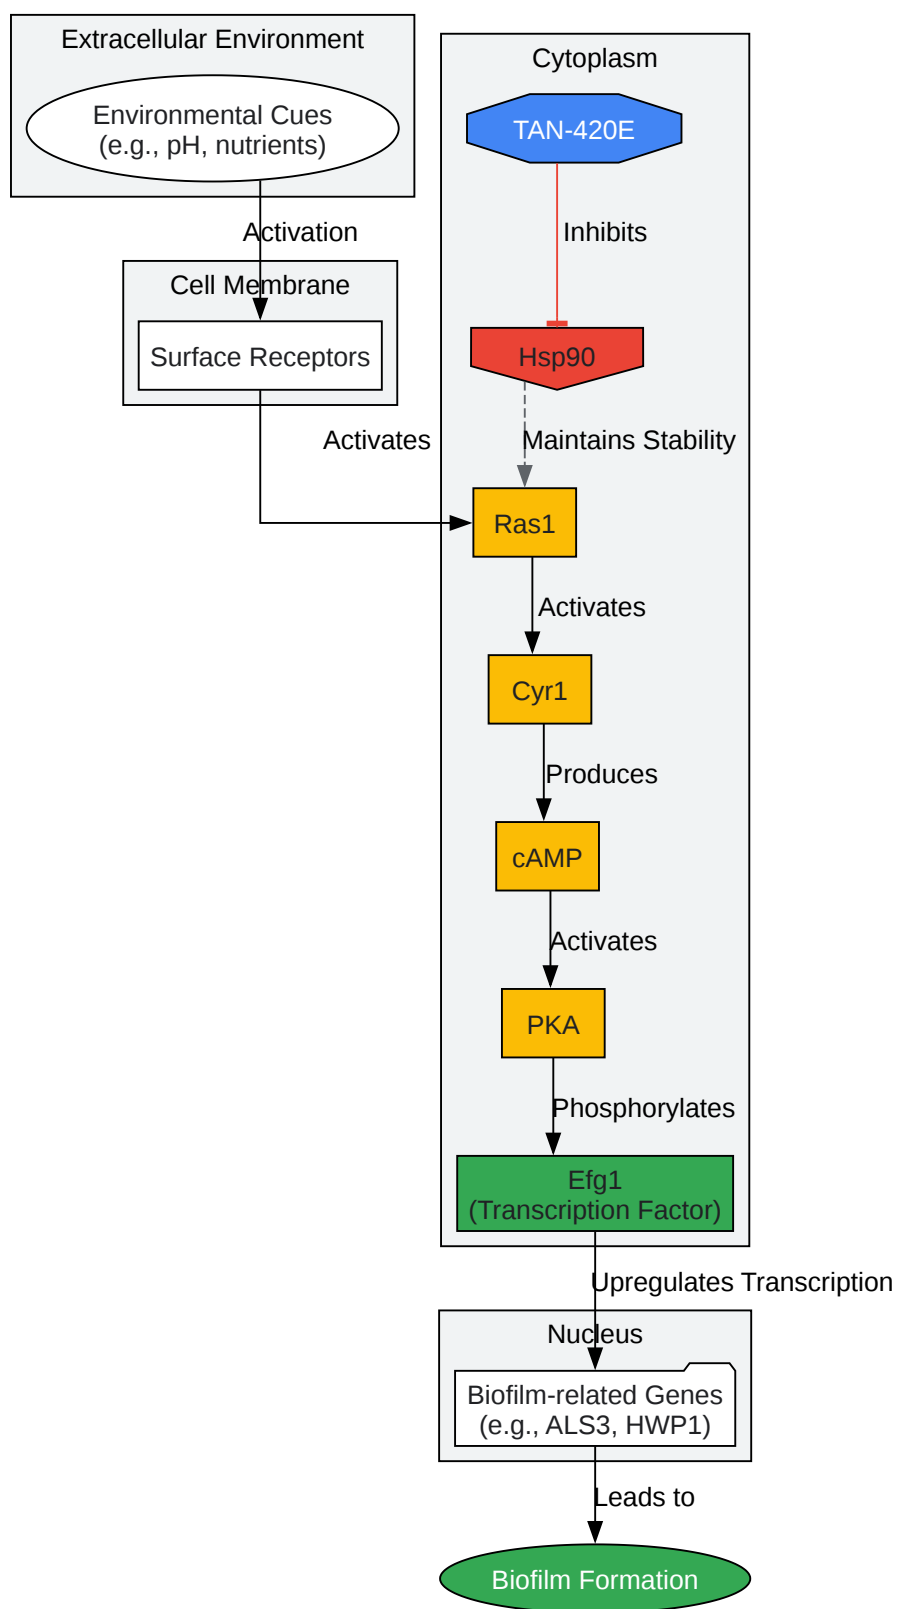 Extracellular Environment
Environmental Cues
(e.g., pH, nutrients)
Activation
Cell Membrane
Surface Receptors
Activates
Cytoplasm
TAN-420E
Inhibits
Hsp90
Maintains Stability
Ras1
Activates
Cyr1
Produces
cAMP
Activates
PKA
Phosphorylates
Efg1
(Transcription Factor)
Upregulates Transcription
Nucleus
Biofilm-related Genes
(e.g., ALS3, HWP1)
Leads to
Biofilm Formation